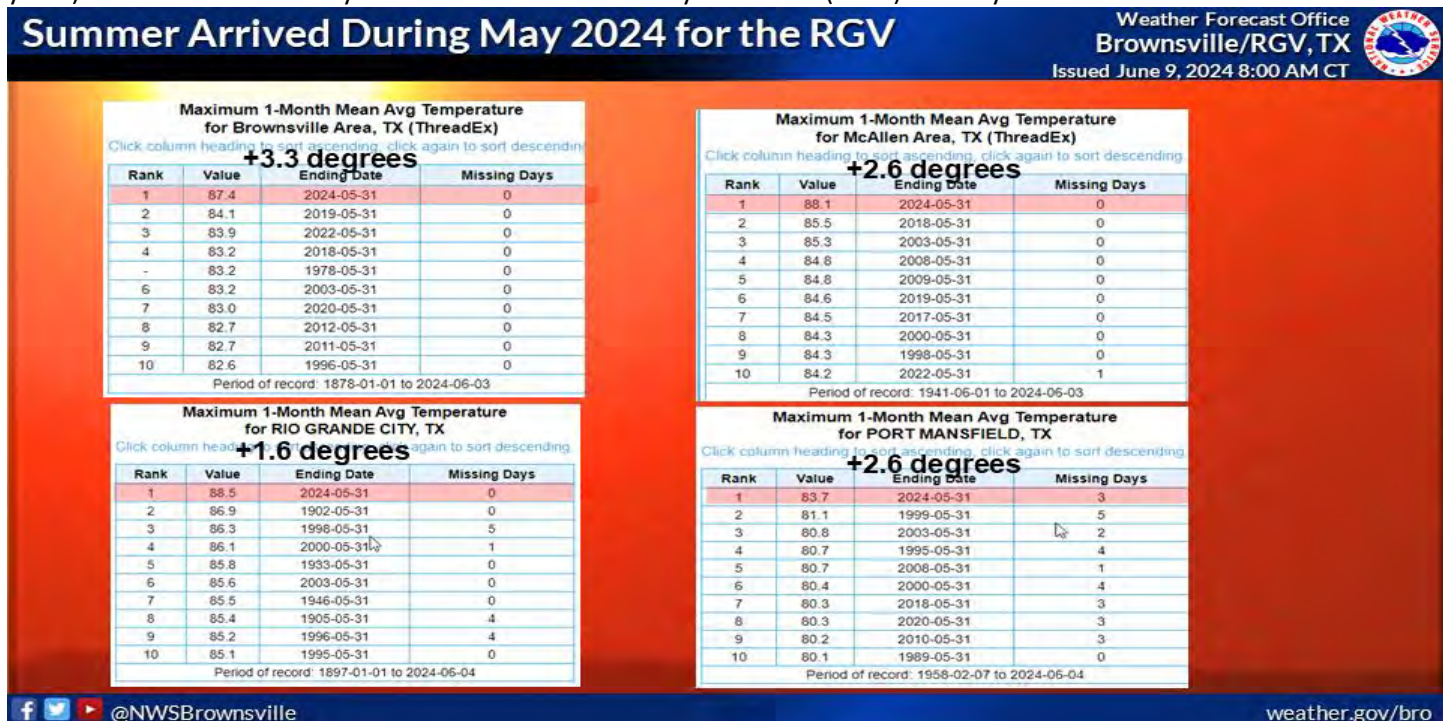 Summer Arrived During May 2024 for the RGV
Weather Forecast Office
Brownsville/RGV, TX
Issued June 9, 2024 8:00 AM CT
Maximum 1-Month Mean Avg Temperature
for Brownsville Area, TX (ThreadEx)
Click column heading to sort ascending, click again to sort descendin
+3.3 degrees
Rank Value Ending Date Missing Days
1 87.4 2024-05-31 0
2 84.1 2019-05-31 0
3 83.9 2022-05-31 0
4 83.2 2018-05-31 0
- 83.2 1978-05-31 0
6 83.2 2003-05-31 0
7 83.0 2020-05-31 0
8 82.7 2012-05-31 0
9 82.7 2011-05-31 0
10 82.6 1996-05-31 0
Period of record: 1878-01-01 to 2024-06-03
Maximum 1-Month Mean Avg Temperature
for McAllen Area, TX (ThreadEx)
Click column heading to sort ascending, click again to sort descending
+2.6 degrees
Rank Value Ending Date Missing Days
1 88.1 2024-05-31 0
2 85.5 2018-05-31 0
3 85.3 2003-05-31 0
4 84.8 2008-05-31 0
5 84.8 2009-05-31 0
6 84.6 2019-05-31 0
7 84.5 2017-05-31 0
8 84.3 2000-05-31 0
9 84.3 1998-05-31 0
10 84.2 2022-05-31 1
Period of record: 1941-06-01 to 2024-06-03
Maximum 1-Month Mean Avg Temperature
for RIO GRANDE CITY, TX
Click column heading click again to sort descending
+1.6 degrees
Rank Value Ending Date Missing Days
1 88.5 2024-05-31 0
2 86.9 1902-05-31 0
3 86.3 1998-05-31 5
4 86.1 2000-05-31 1
5 85.8 1933-05-31 0
6 85.6 2003-05-31 0
7 85.5 1946-05-31 0
8 85.4 1905-05-31 4
9 85.2 1996-05-31 4
10 85.1 1995-05-31 0
Period of record: 1897-01-01 to 2024-06-04
Maximum 1-Month Mean Avg Temperature
for PORT MANSFIELD, TX
Click column heading to sort ascending, click again to sort descending
+2.6 degrees
Rank Value Ending Date Missing Days
1 83.7 2024-05-31 3
2 81.1 1999-05-31 5
3 80.8 2003-05-31 2
4 80.7 1995-05-31 4
5 80.7 2008-05-31 1
6 80.4 2000-05-31 4
7 80.3 2018-05-31 3
8 80.3 2020-05-31 3
9 80.2 2010-05-31 3
10 80.1 1989-05-31 0
Period of record: 1958-02-07 to 2024-06-04
@NWSBrownsville
weather.gov/bro